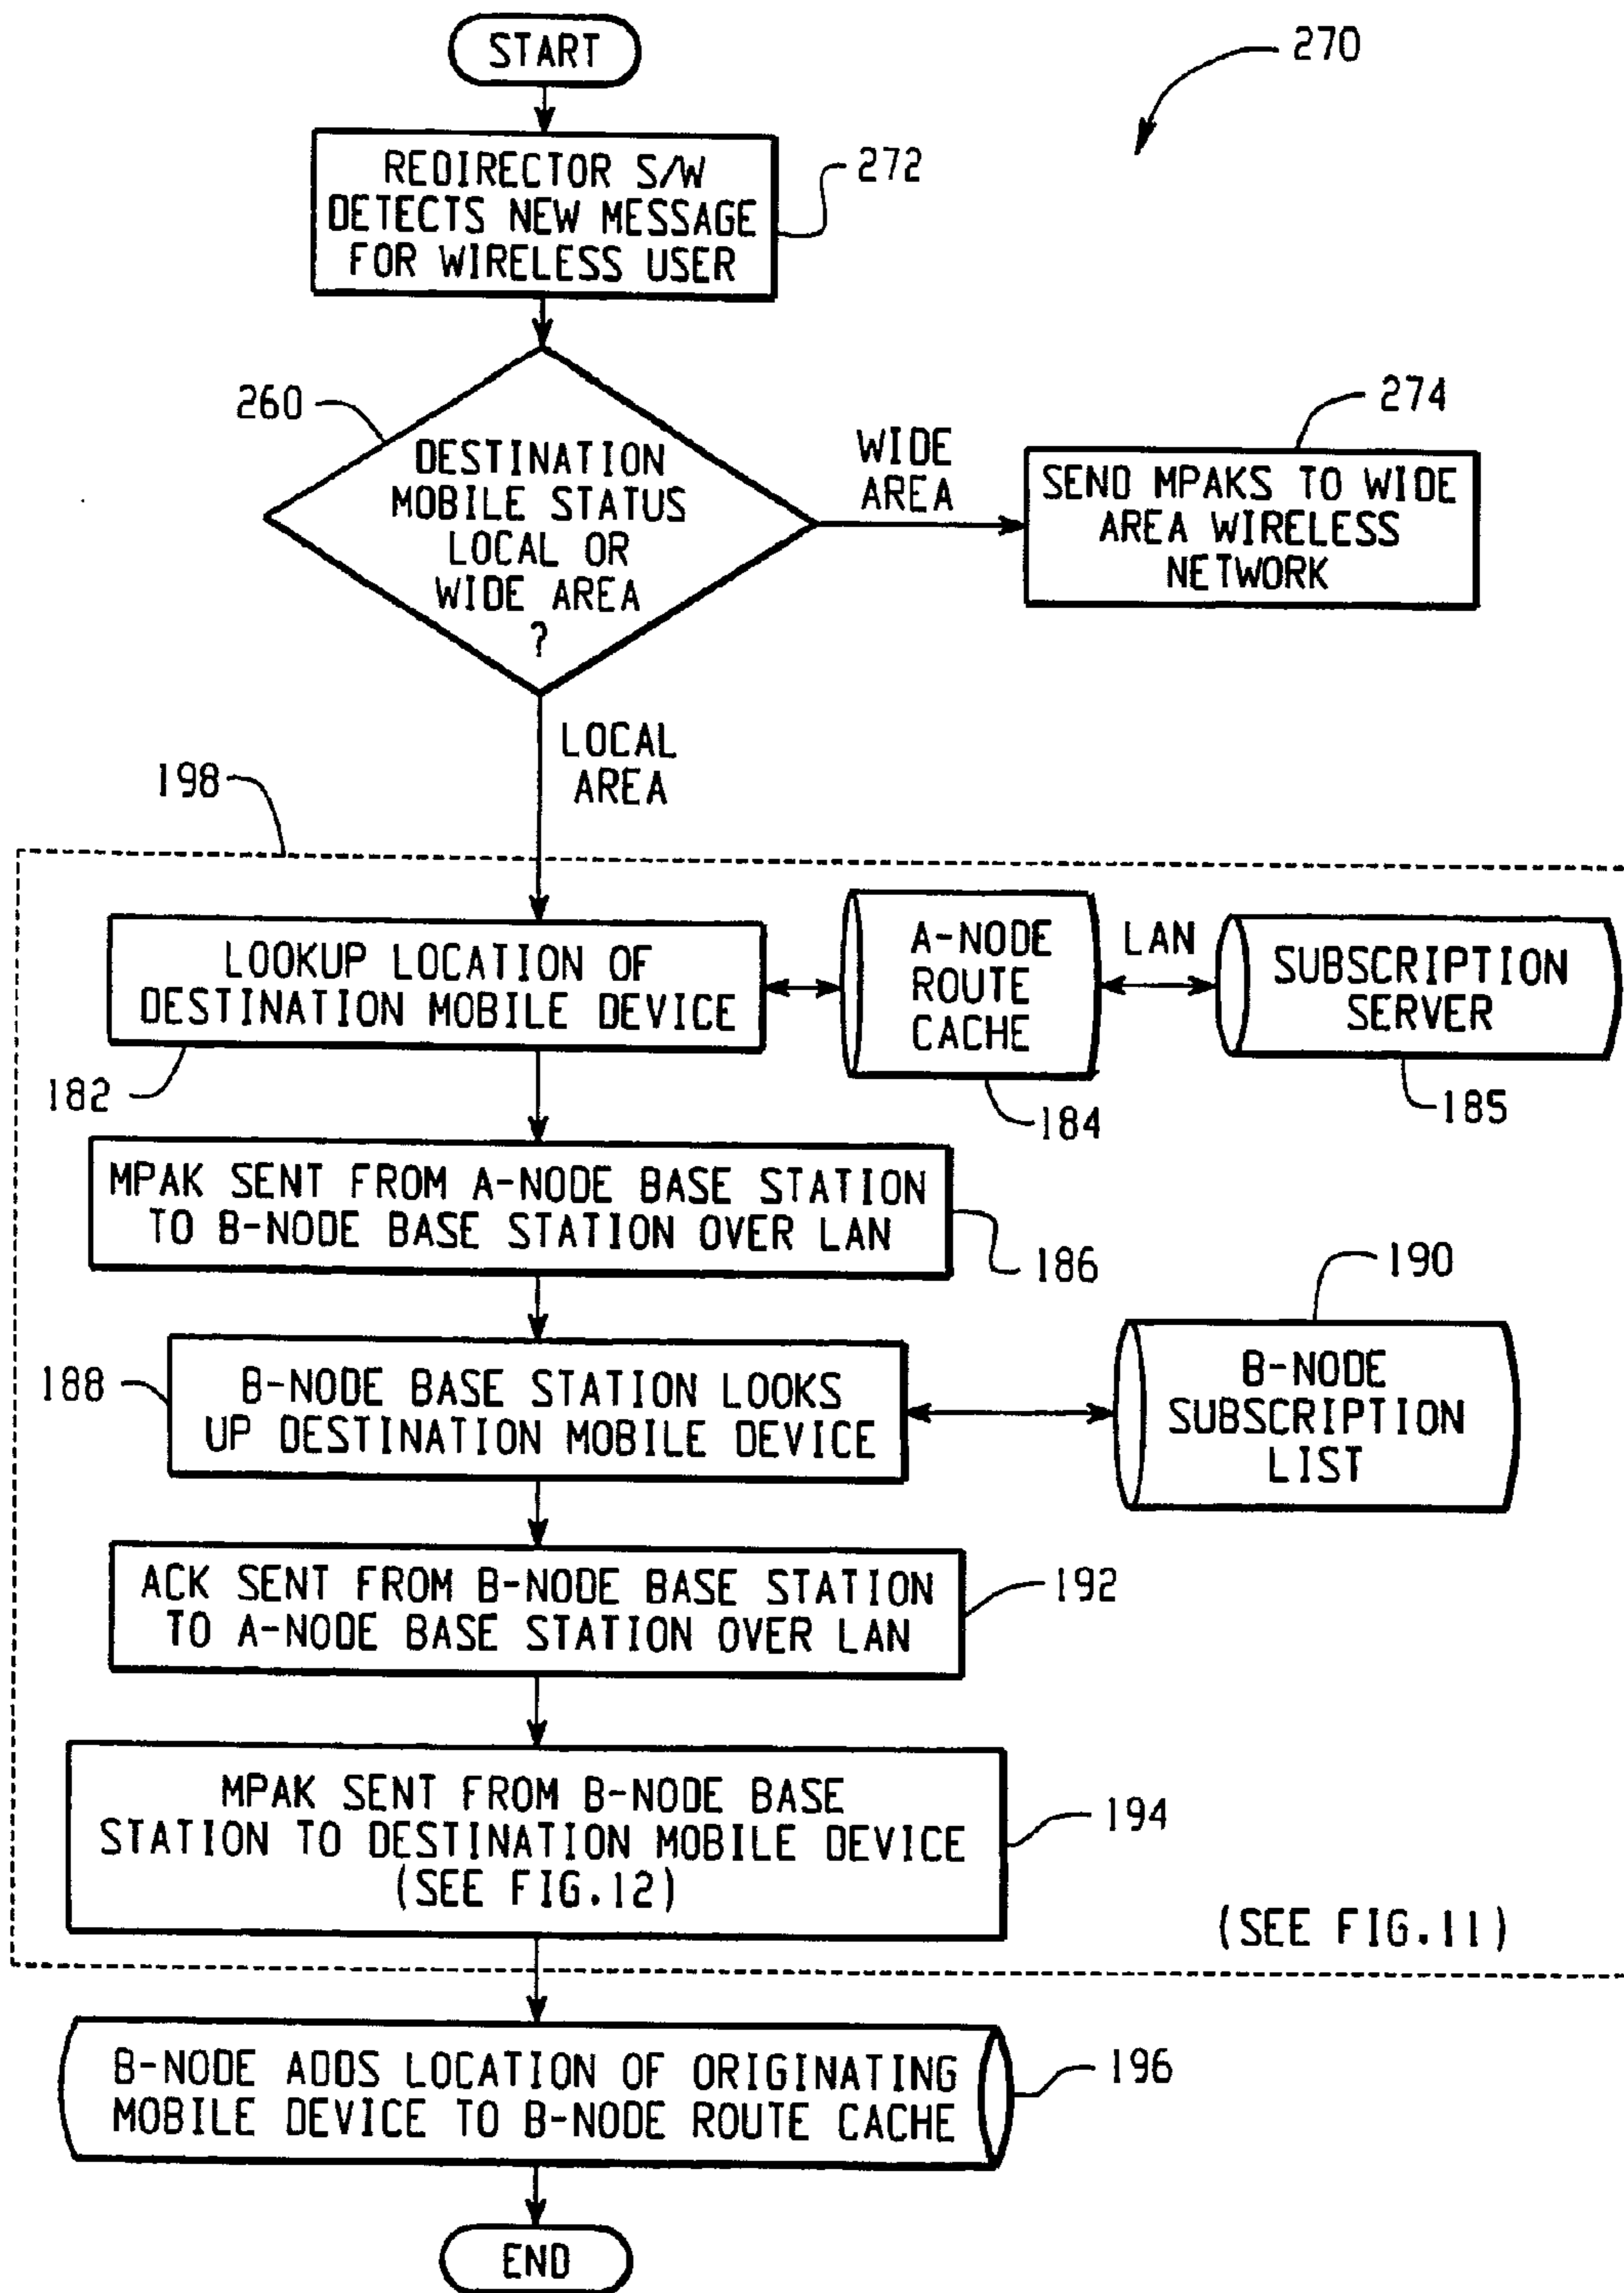 START
270
REDIRECTOR S/W
DETECTS NEW MESSAGE
FOR WIRELESS USER
272
260
DESTINATION
MOBILE STATUS
LOCAL OR
WIDE AREA
?
WIDE
AREA
274
SEND MPAKS TO WIDE
AREA WIRELESS
NETWORK
LOCAL
AREA
198
LOOKUP LOCATION OF
DESTINATION MOBILE DEVICE
182
A-NODE
ROUTE
CACHE
184
LAN
SUBSCRIPTION
SERVER
185
MPAK SENT FROM A-NODE BASE STATION
TO B-NODE BASE STATION OVER LAN
186
188
B-NODE BASE STATION LOOKS
UP DESTINATION MOBILE DEVICE
190
B-NODE
SUBSCRIPTION
LIST
ACK SENT FROM B-NODE BASE STATION
TO A-NODE BASE STATION OVER LAN
192
MPAK SENT FROM B-NODE BASE
STATION TO DESTINATION MOBILE DEVICE
(SEE FIG.12)
194
(SEE FIG.11)
B-NODE ADDS LOCATION OF ORIGINATING
MOBILE DEVICE TO B-NODE ROUTE CACHE
196
END